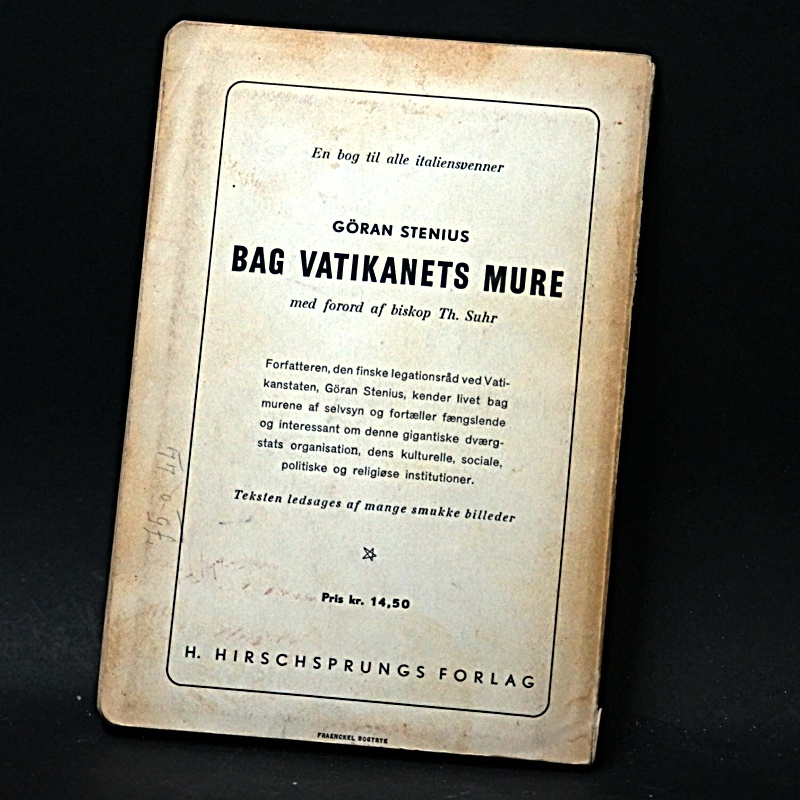 En bog til alle italiensvenner
GÖRAN STENIUS
BAG VATIKANETS MURE
med forord af biskop Th. Suhr
Forfatteren, den finske legationsråd ved Vati-
kanstaten, Göran Stenius, kender livet bag
murene af selvsyn og fortæller fængslende
og interessant om denne gigantiske dværg-
stats organisation, dens kulturelle, sociale,
politiske og religiøse institutioner.
Teksten ledsages af mange smukke billeder
Pris kr. 14,50
H. HIRSCHSPRUNGS FORLAG
FRAENCKEL BOGTRYK